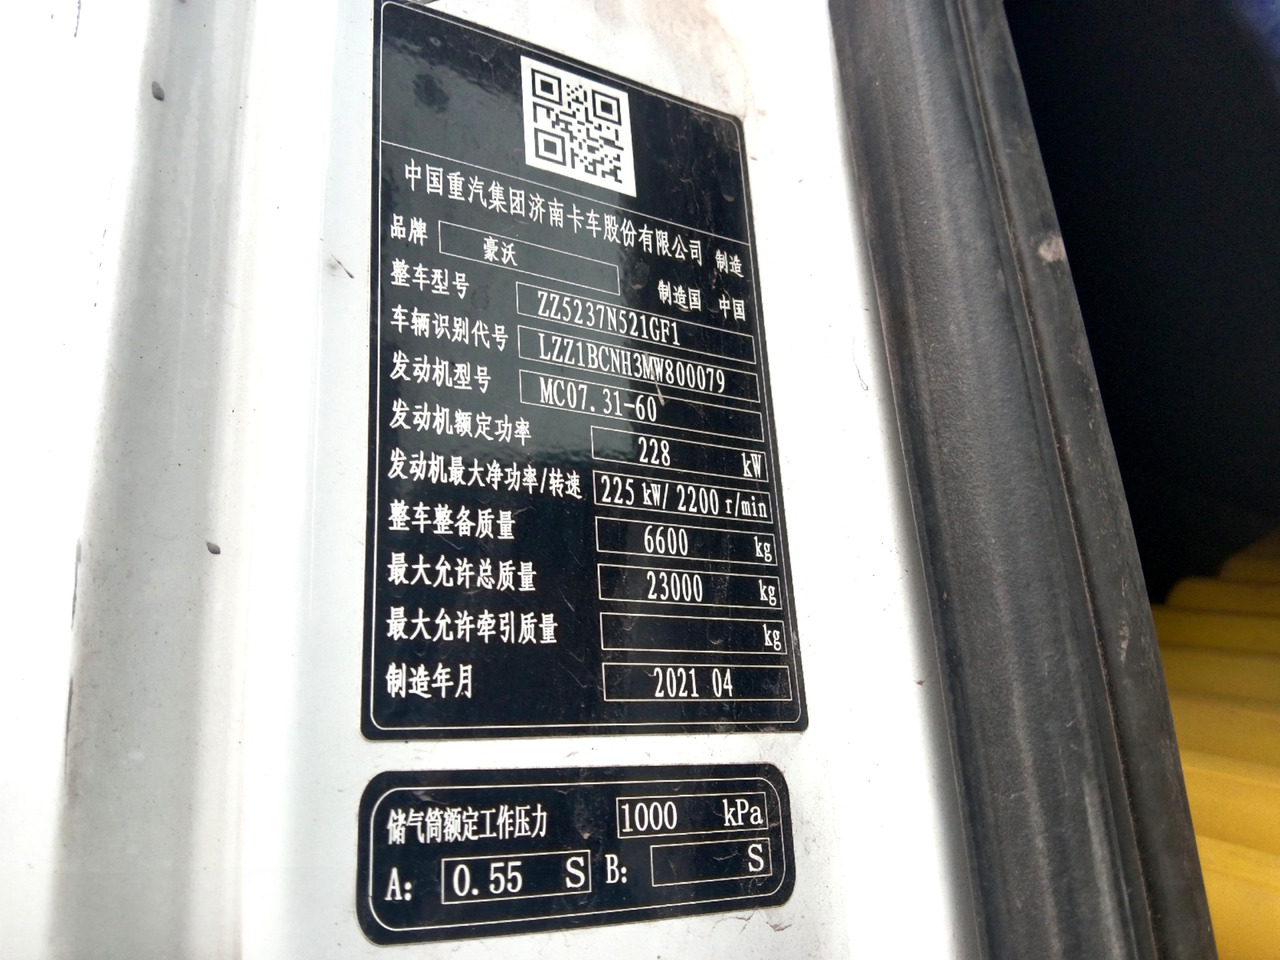 中国重汽集团济南卡车股份有限公司 制造
品牌 豪沃 制造国 中国
整车型号 ZZ5237N521GF1
车辆识别代号 LZZ1BCNH3MW800079
发动机型号 MC07.31-60
发动机额定功率 228 kW
发动机最大净功率/转速 225 kW/ 2200 r/min
整车整备质量 6600 kg
最大允许总质量 23000 kg
最大允许牵引质量 kg
制造年月 2021 04
储气筒额定工作压力 1000 kPa
A: 0.55 S B: S